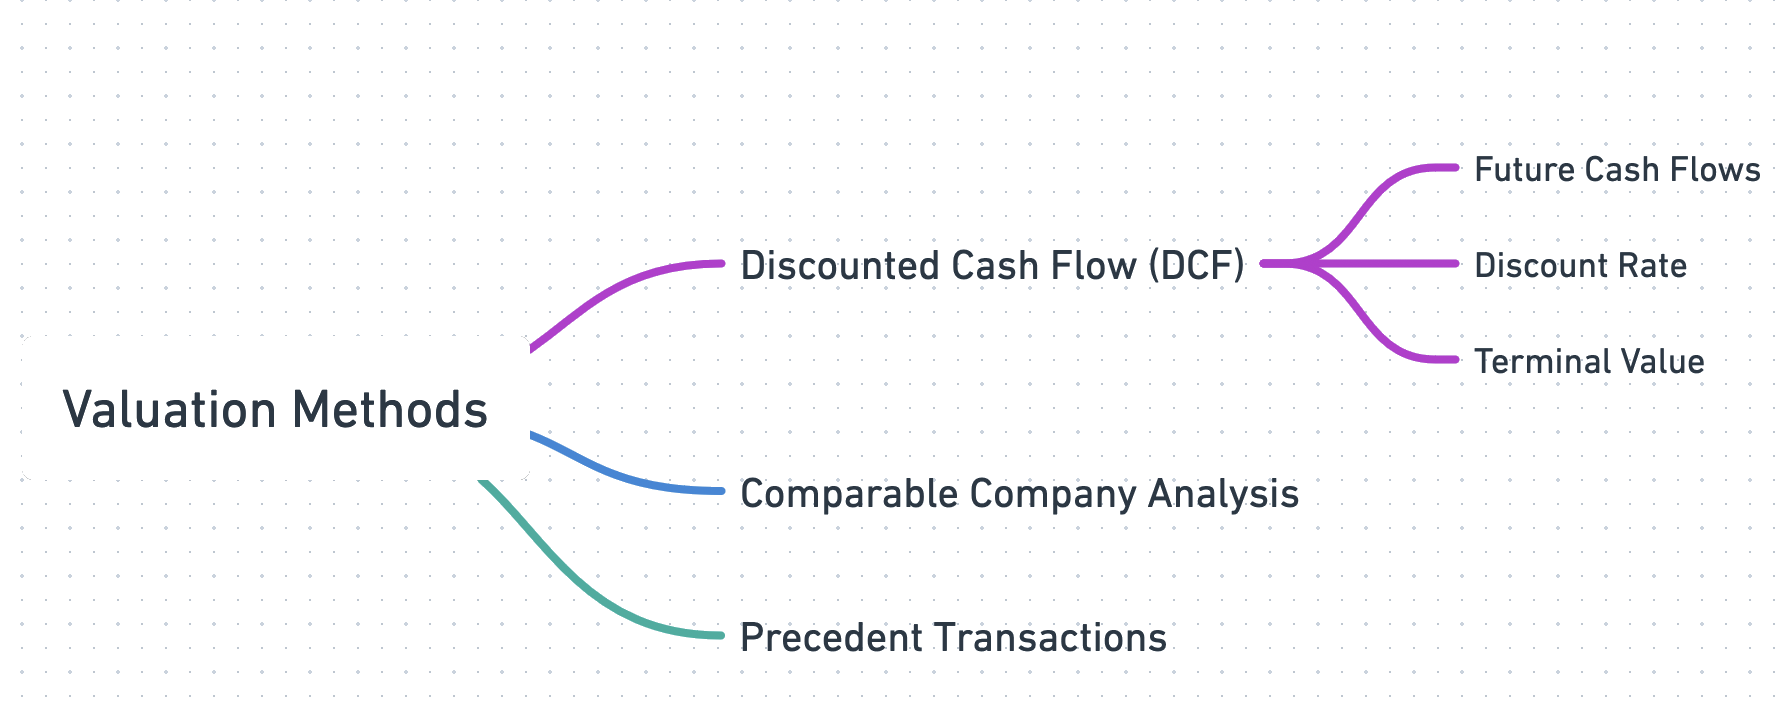 Valuation Methods
Discounted Cash Flow (DCF)
Future Cash Flows
Discount Rate
Terminal Value
Comparable Company Analysis
Precedent Transactions